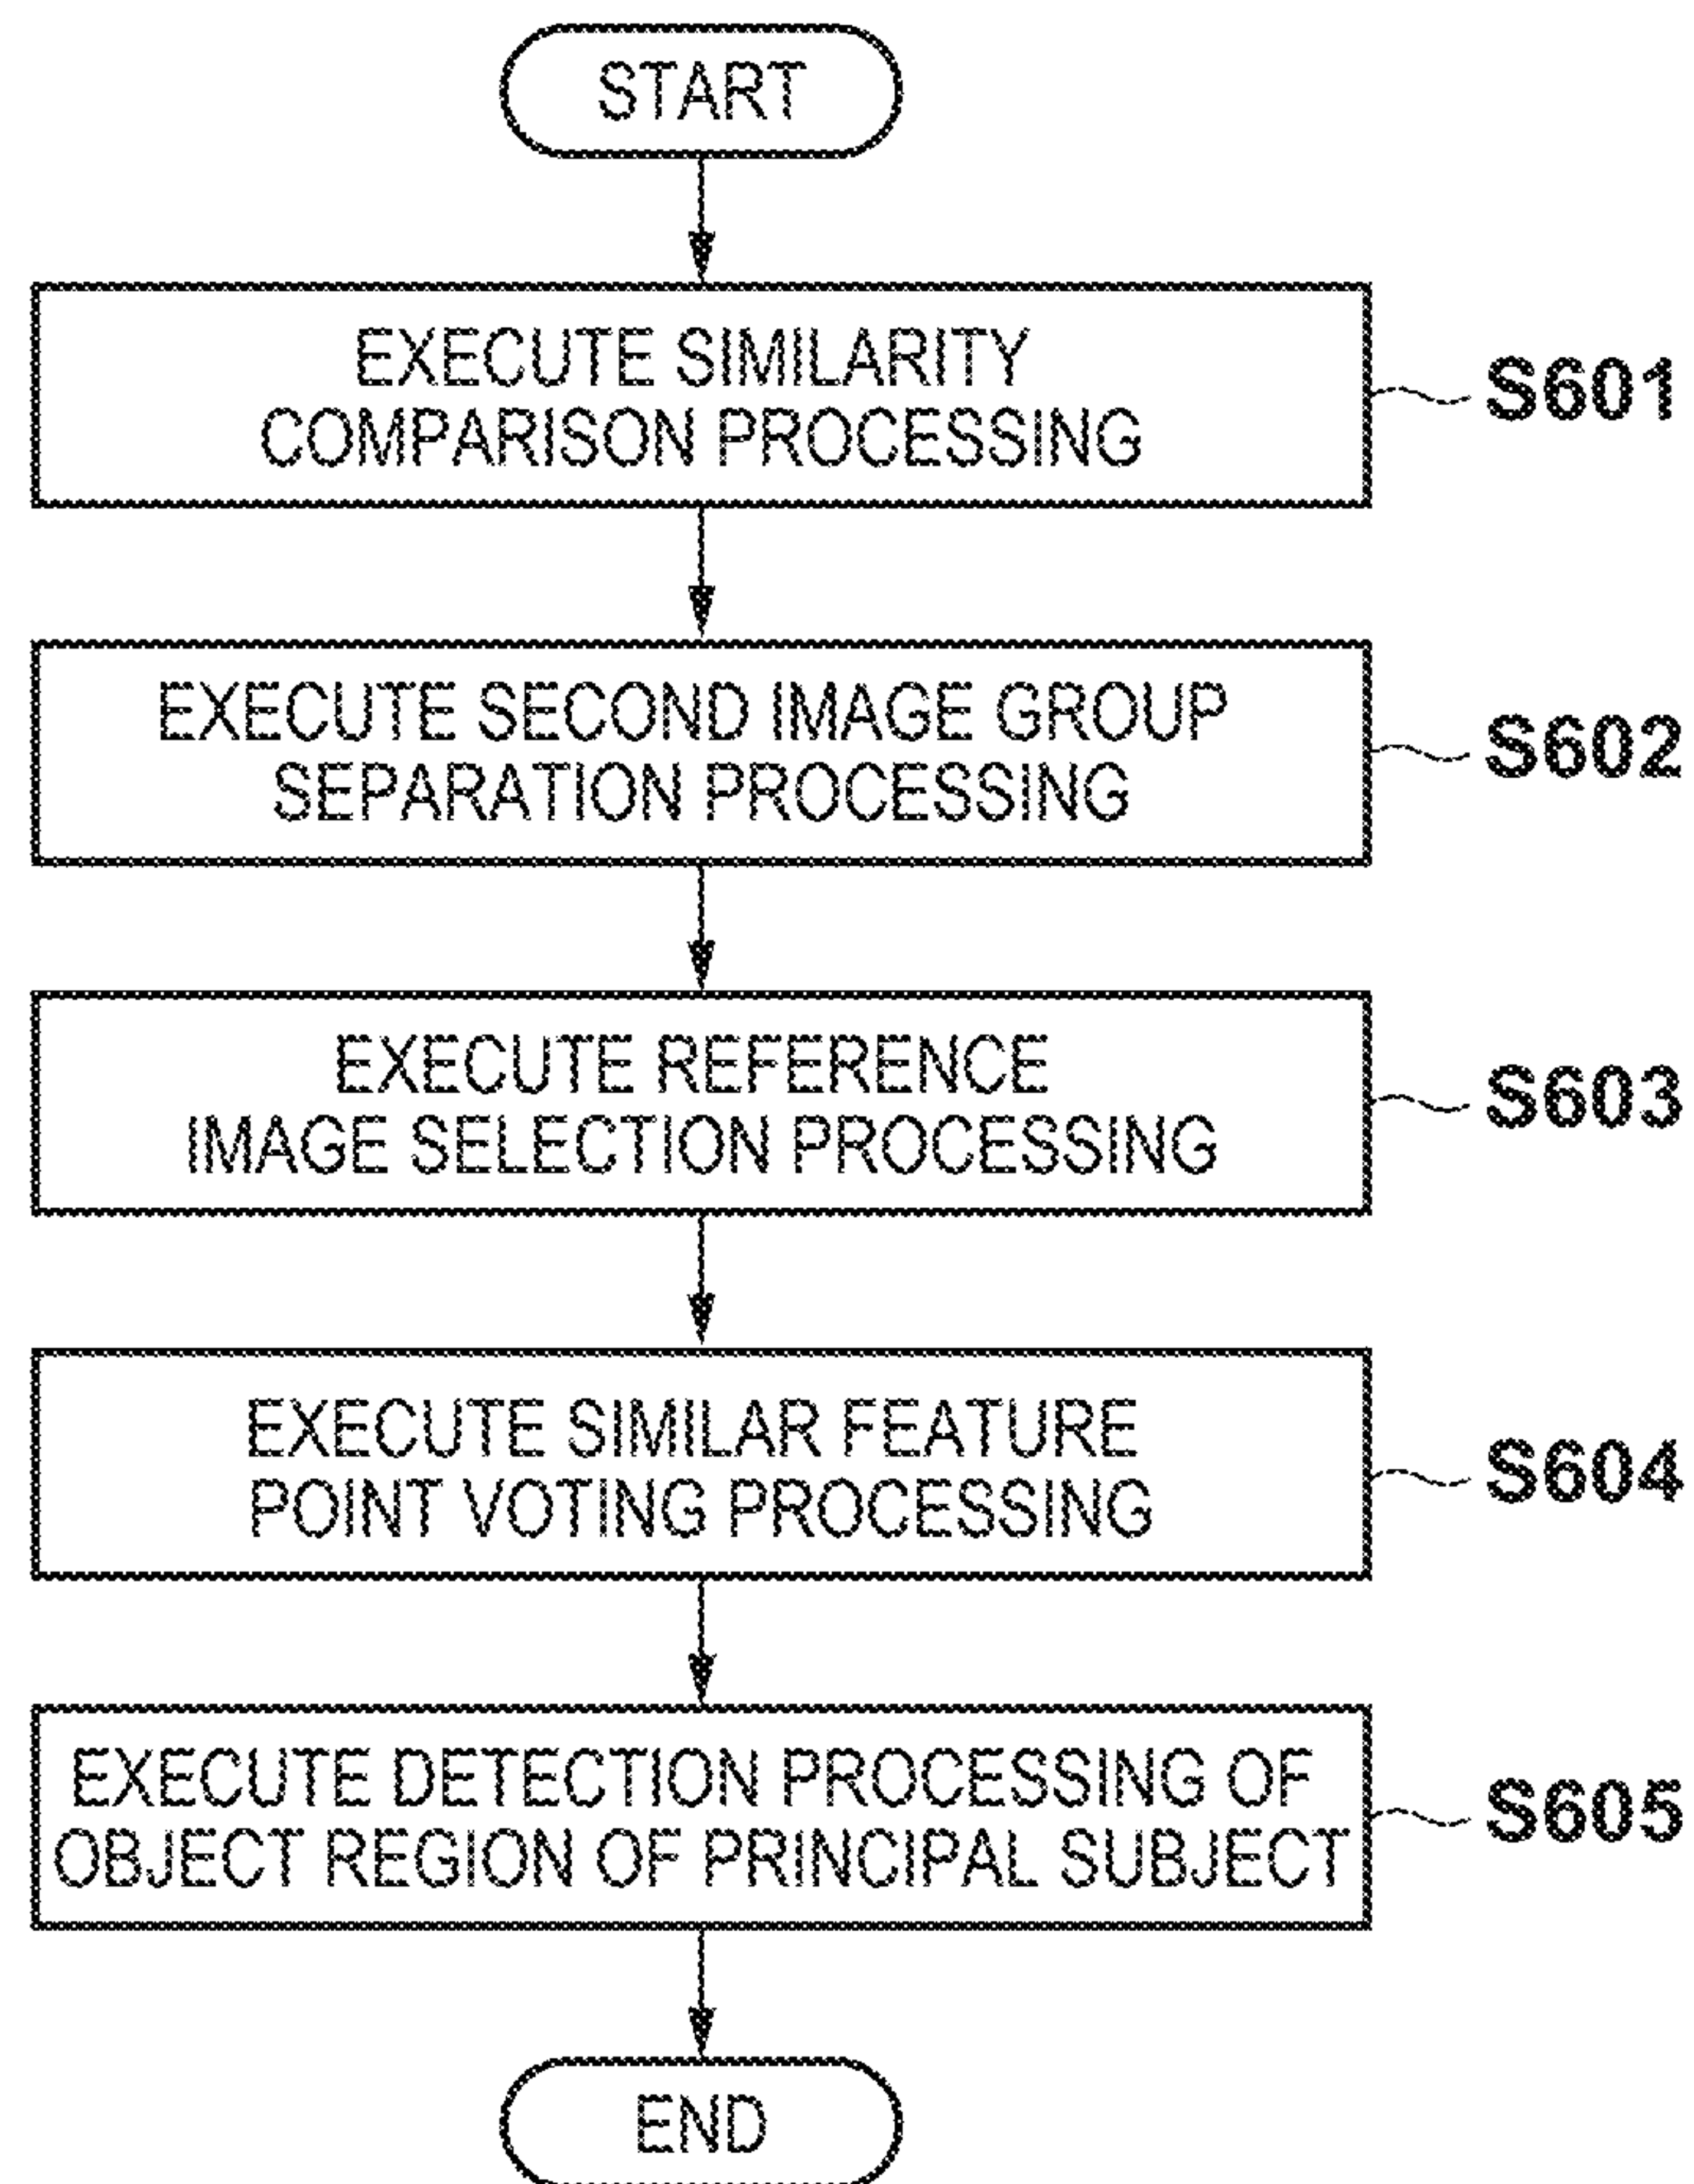 START
EXECUTE SIMILARITY
COMPARISON PROCESSING
S601
EXECUTE SECOND IMAGE GROUP
SEPARATION PROCESSING
S602
EXECUTE REFERENCE
IMAGE SELECTION PROCESSING
S603
EXECUTE SIMILAR FEATURE
POINT VOTING PROCESSING
S604
EXECUTE DETECTION PROCESSING OF
OBJECT REGION OF PRINCIPAL SUBJECT
S605
END